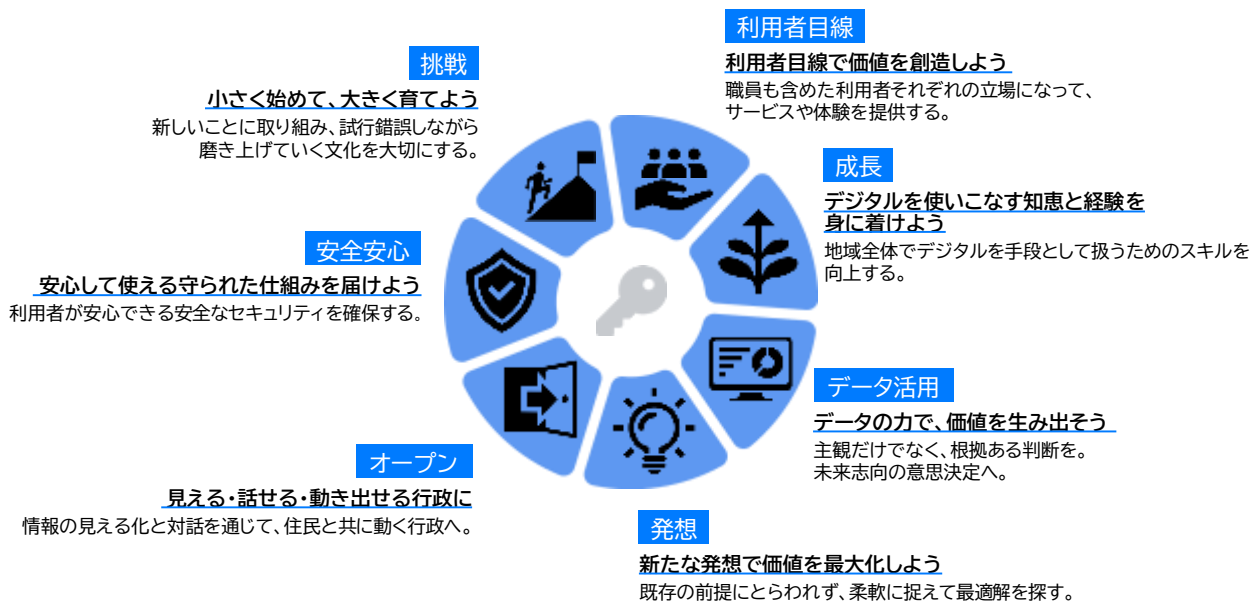 利用者目線
利用者目線で価値を創造しよう
職員も含めた利用者それぞれの立場になって、
サービスや体験を提供する。
成長
デジタルを使いこなす知恵と経験を
身に着けよう
地域全体でデジタルを手段として扱うためのスキルを
向上する。
データ活用
データの力で、価値を生み出そう
主観だけでなく、根拠ある判断を。
未来志向の意思決定へ。
発想
新たな発想で価値を最大化しよう
既存の前提にとらわれず、柔軟に捉えて最適解を探す。
オープン
見える・話せる・動き出せる行政に
情報の見える化と対話を通じて、住民と共に動く行政へ。
安全安心
安心して使える守られた仕組みを届けよう
利用者が安心できる安全なセキュリティを確保する。
挑戦
小さく始めて、大きく育てよう
新しいことに取り組み、試行錯誤しながら
磨き上げていく文化を大切にする。